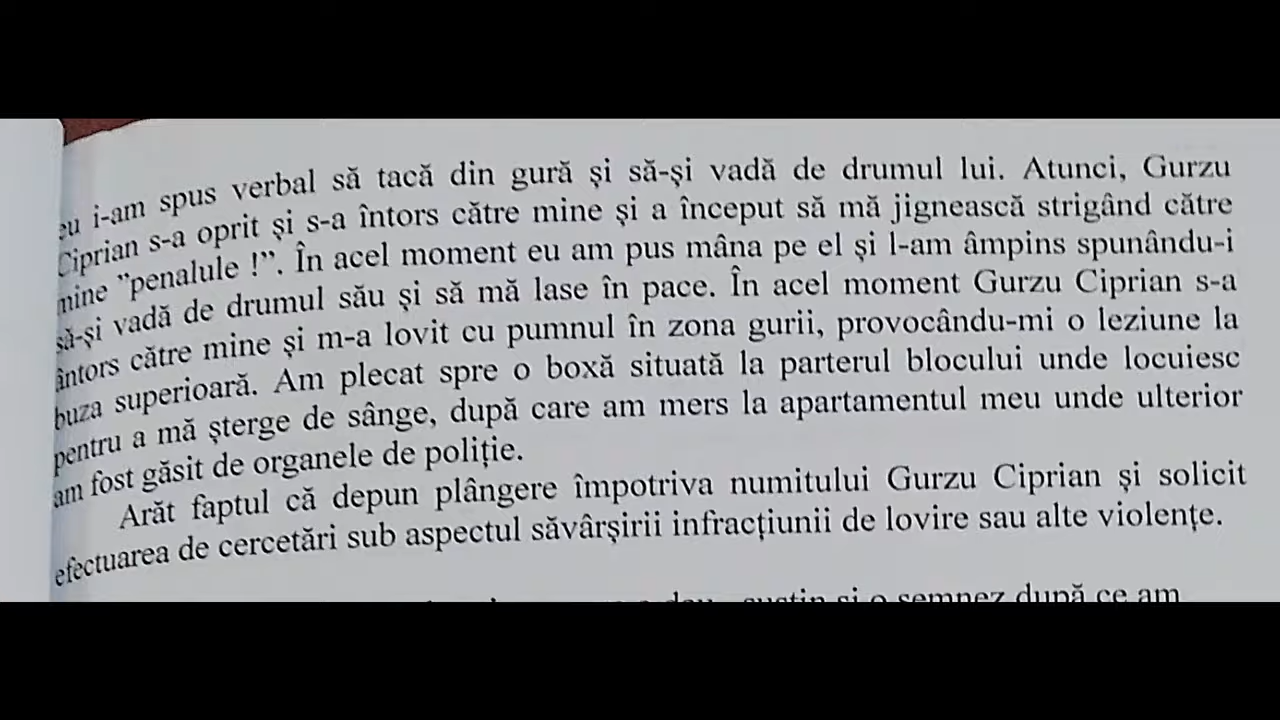 eu i-am spus verbal să tacă din gură și să-și vadă de drumul lui. Atunci, Gurzu
Ciprian s-a oprit și s-a întors către mine și a început să mă jignească strigând către
mine ”penalule !”. În acel moment eu am pus mâna pe el și l-am âmpins spunându-i
să-și vadă de drumul său și să mă lase în pace. În acel moment Gurzu Ciprian s-a
întors către mine și m-a lovit cu pumnul în zona gurii, provocându-mi o leziune la
buza superioară. Am plecat spre o boxă situată la parterul blocului unde locuiesc
pentru a mă șterge de sânge, după care am mers la apartamentul meu unde ulterior
am fost găsit de organele de poliție.
Arăt faptul că depun plângere împotriva numitului Gurzu Ciprian și solicit
efectuarea de cercetări sub aspectul săvârșirii infracțiunii de lovire sau alte violențe.
susțin și o semnez după ce am